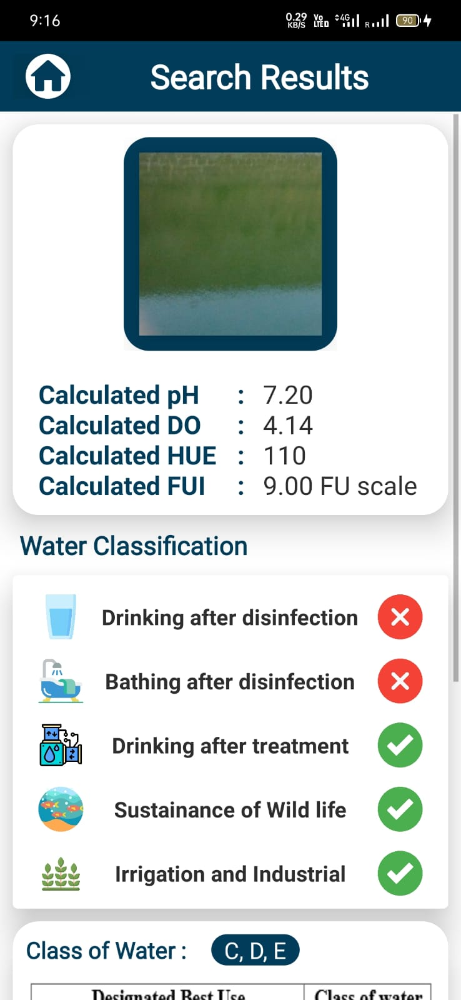 9:16
0.29 KB/S Vo LTE D 4G R 90
Search Results
Calculated pH : 7.20
Calculated DO : 4.14
Calculated HUE : 110
Calculated FUI : 9.00 FU scale
Water Classification
Drinking after disinfection
Bathing after disinfection
Drinking after treatment
Sustainance of Wild life
Irrigation and Industrial
Class of Water : C, D, E
Designated Best Use Class of water